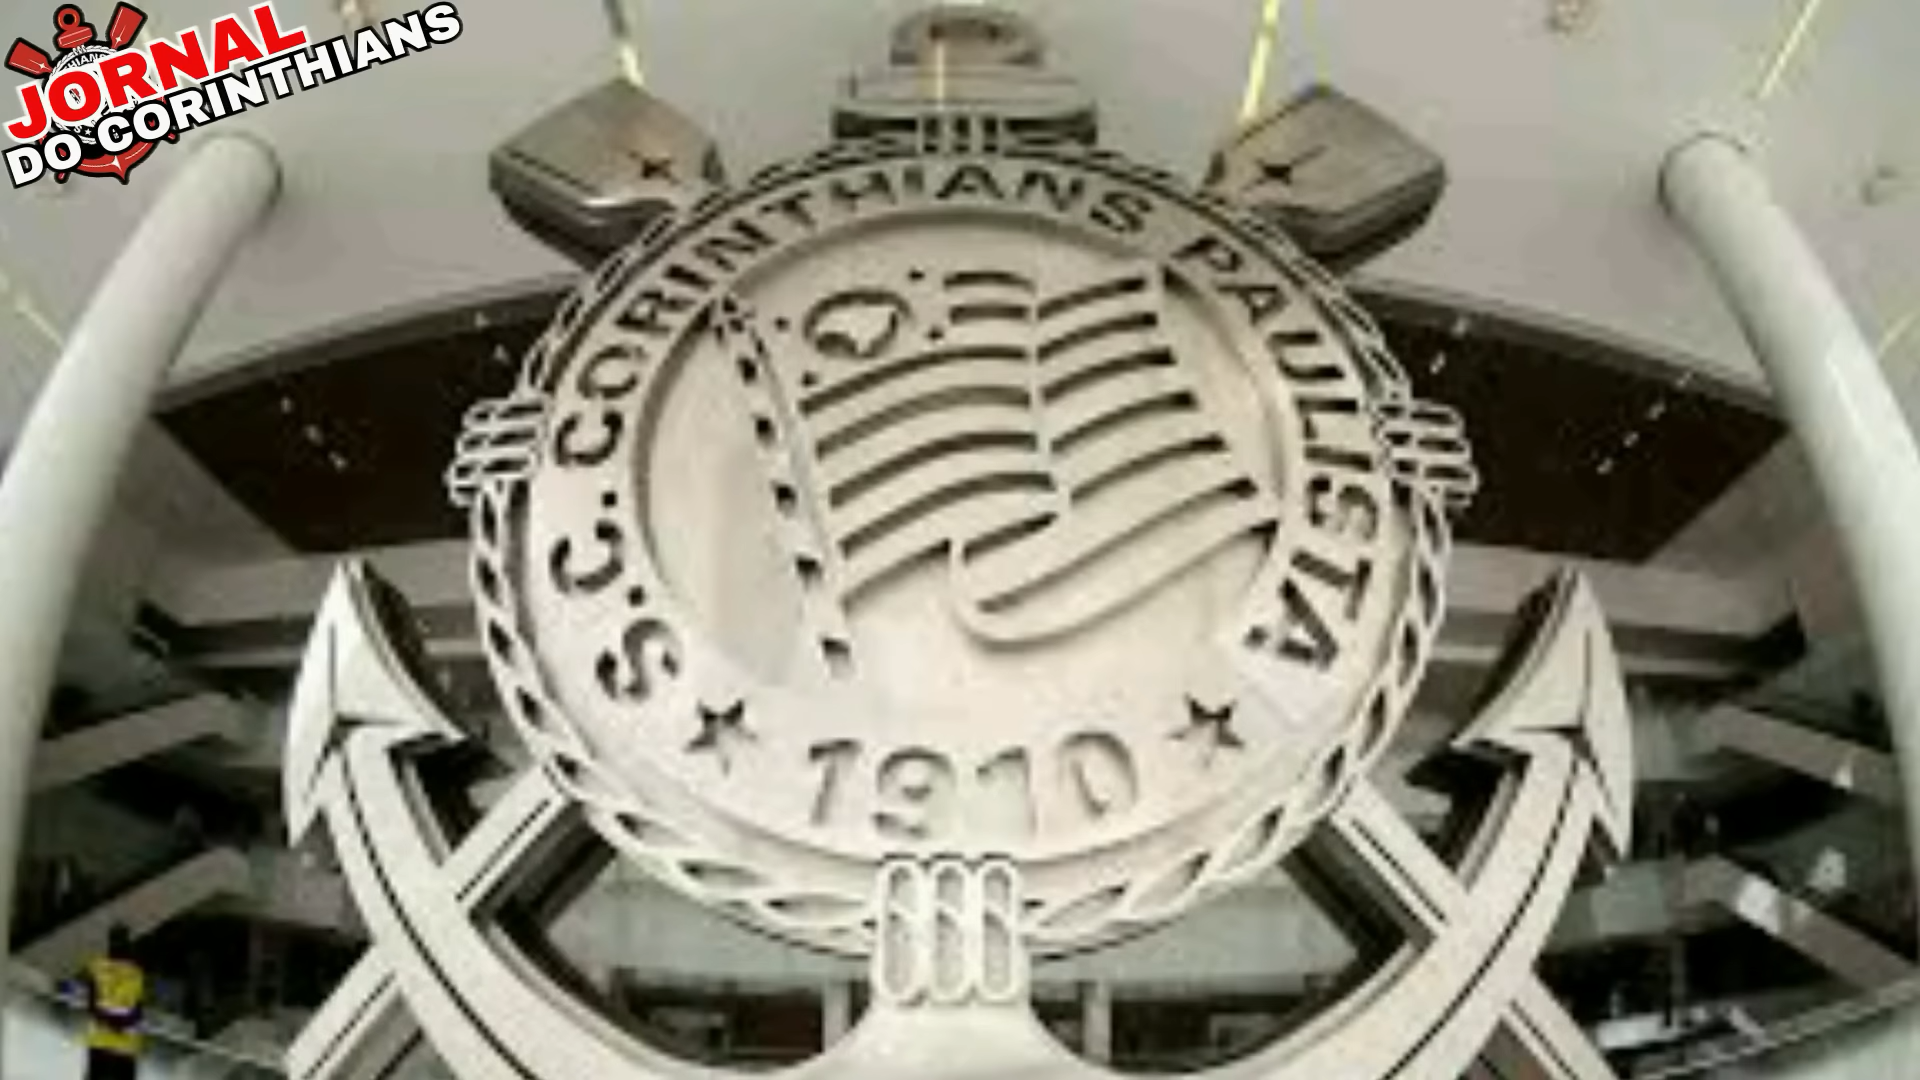 JORNAL
DO CORINTHIANS
S.C.CORINTHIANS PAULISTA
1910